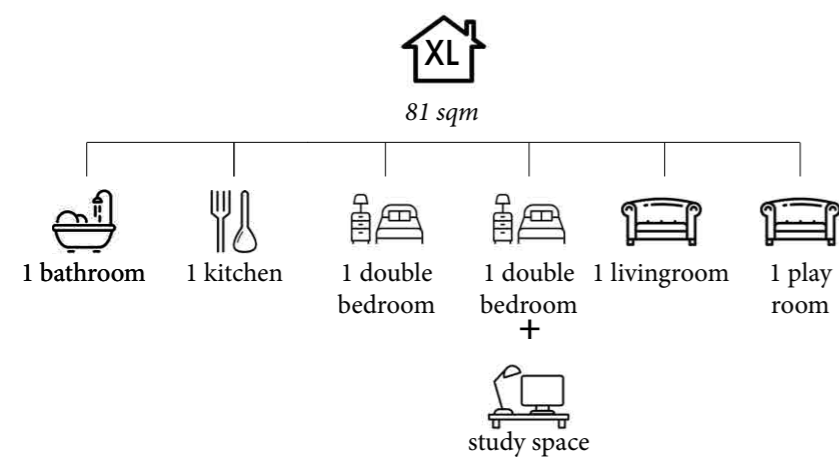 XL
81 sqm
1 bathroom
1 kitchen
1 double
bedroom
1 double
bedroom
+
study space
1 livingroom
1 play
room